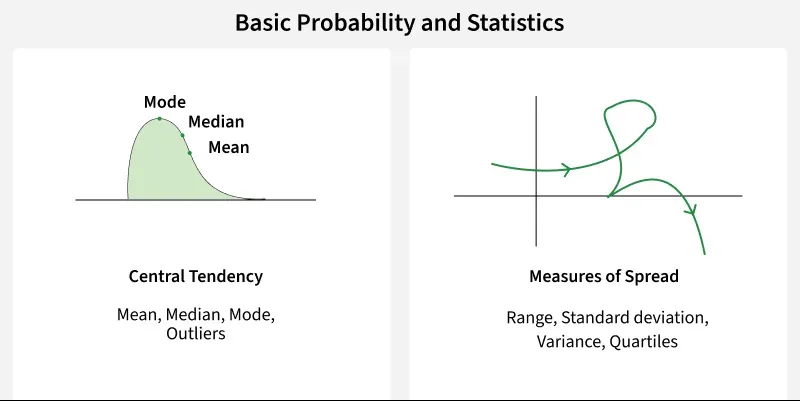 Basic Probability and Statistics
Mode
Median
Mean
Central Tendency
Mean, Median, Mode,
Outliers
Measures of Spread
Range, Standard deviation,
Variance, Quartiles